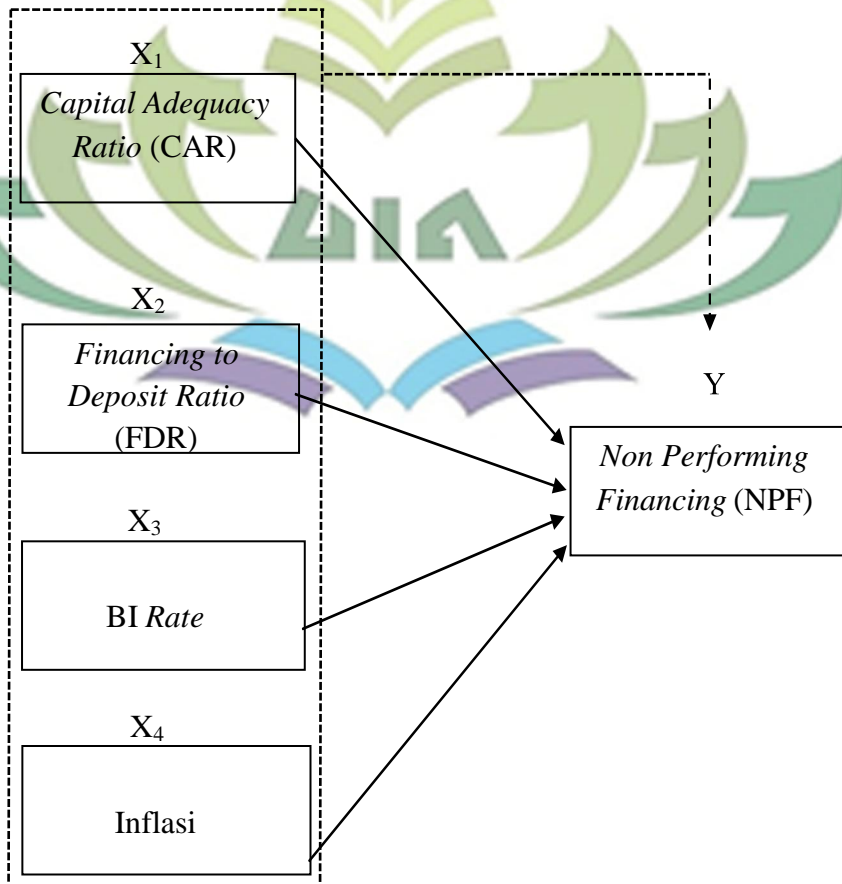 X₁
Capital Adequacy
Ratio (CAR)
X₂
Financing to
Deposit Ratio
(FDR)
X₃
BI Rate
X₄
Inflasi
Y
Non Performing
Financing (NPF)